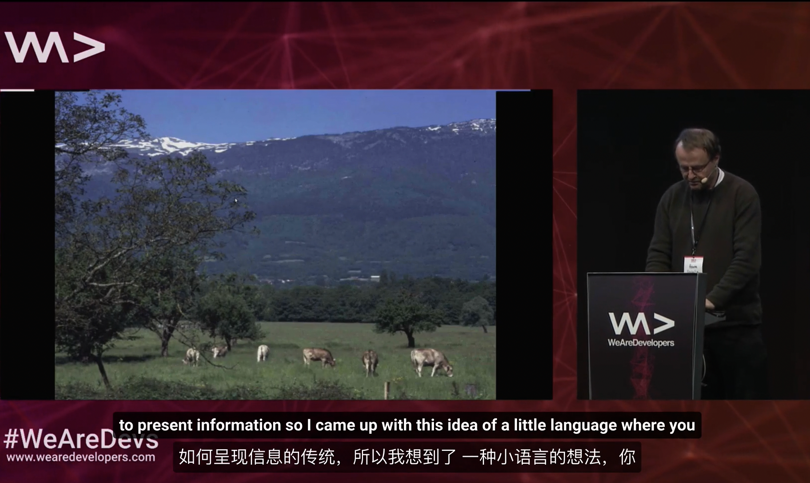 WA>
WeAreDevelopers
#WeAreDevs
www.wearedevelopers.com
to present information so I came up with this idea of a little language where you
如何呈现信息的传统，所以我想到了 一种小语言的想法，你